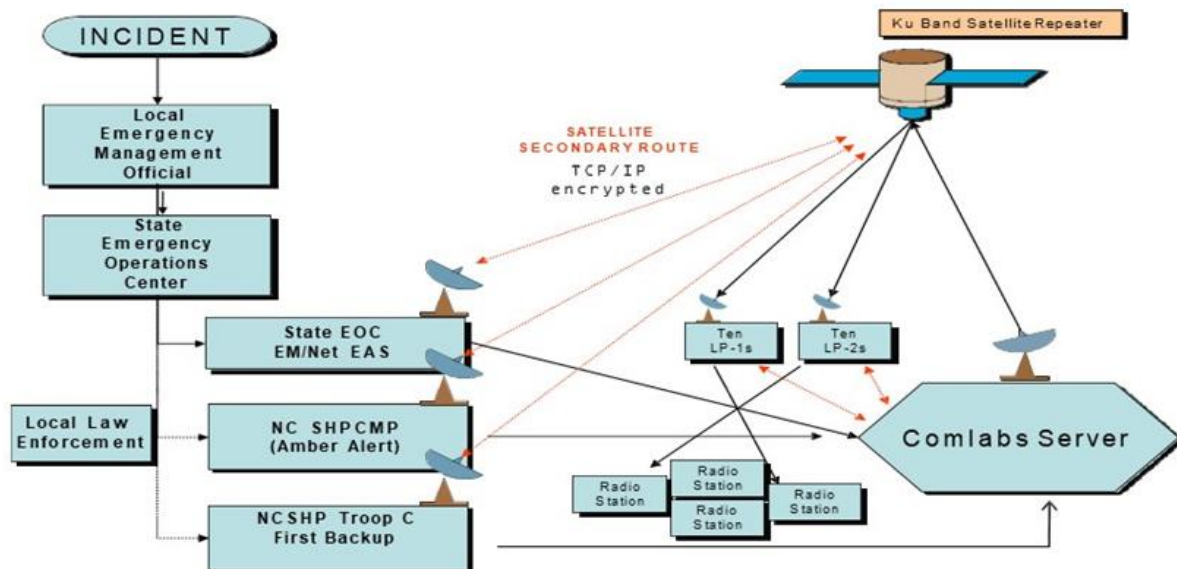 INCIDENT
Local
Emergency
Management
Official
State
Emergency
Operations
Center
State EOC
EM/Net EAS
Local Law
Enforcement
NC SHPCMP
(Amber Alert)
NCSHP Troop C
First Backup
SATELLITE
SECONDARY ROUTE
TCP/IP
encrypted
Ku Band Satellite Repeater
Ten
LP-1s
Ten
LP-2s
Comlabs Server
Radio
Station
Radio
Station
Radio
Station
Radio
Station